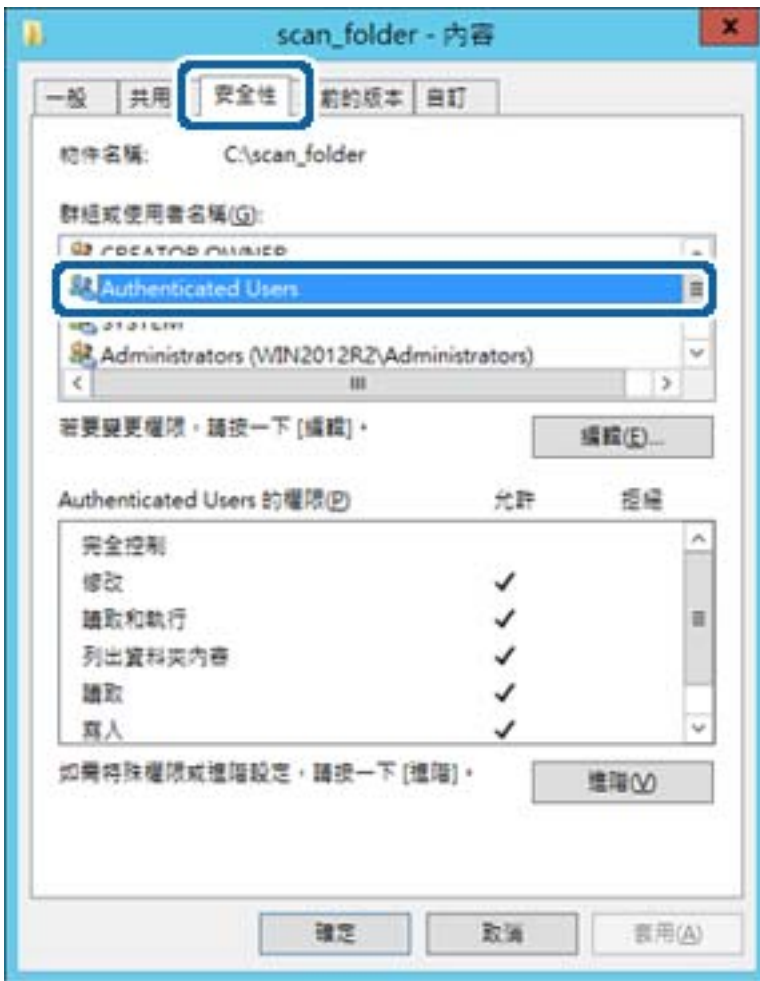 scan_folder - 內容
一般 共用 安全性 前的版本 自訂
物件名稱: C:\scan_folder
群組或使用者名稱(G):
CREATOR OWNER
Authenticated Users
SYSTEM
Administrators (WIN2012R2\Administrators)
若要變更權限，請按一下 [編輯]。 編輯(E)...
Authenticated Users 的權限(P) 允許 拒絕
完全控制
修改
讀取和執行
列出資料夾內容
讀取
寫入
如需特殊權限或進階設定，請按一下 [進階]。 進階(V)
確定 取消 套用(A)